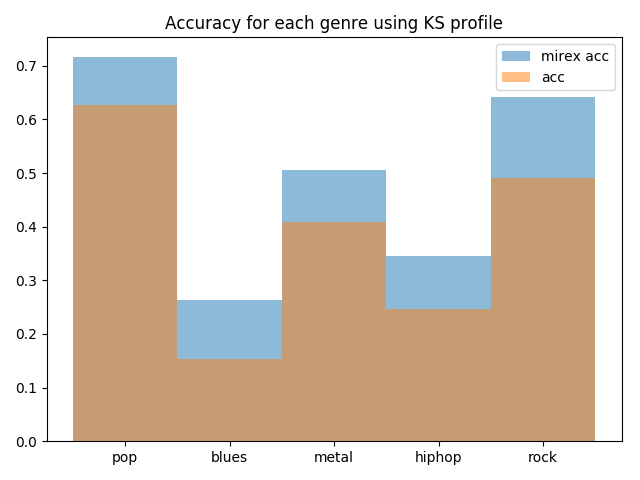 Accuracy for each genre using KS profile
mirex acc
acc
0.7
0.6
0.5
0.4
0.3
0.2
0.1
0.0
pop blues metal hiphop rock